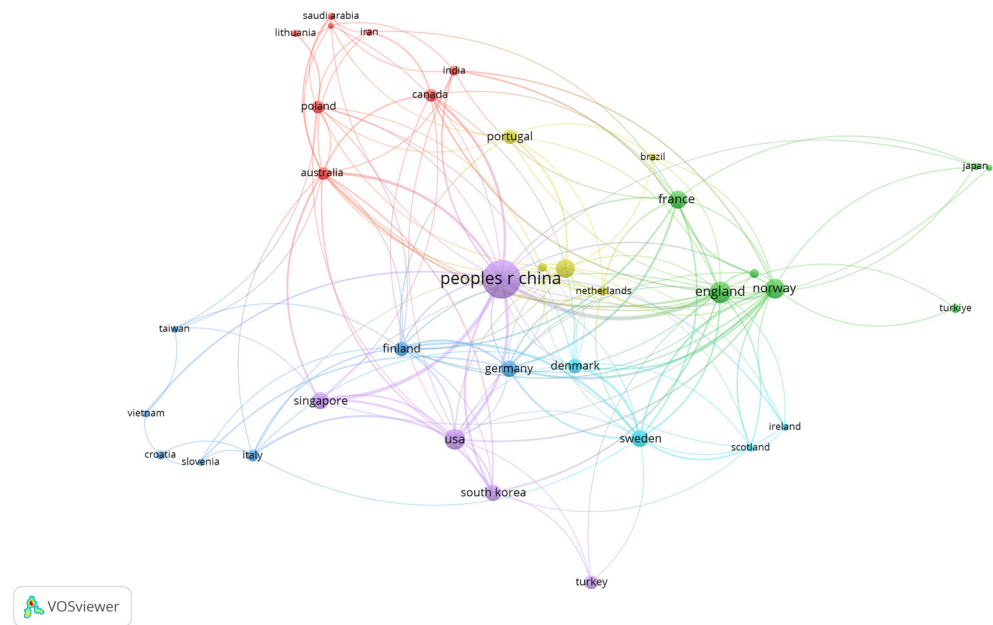 saudi arabia
lithuania
iran
india
canada
poland
portugal
brazil
japan
australia
france
peoples r china
netherlands
england
norway
turkiye
taiwan
finland
germany
denmark
singapore
vietnam
ireland
usa
sweden
scotland
croatia
slovenia
italy
south korea
turkey
VOSviewer